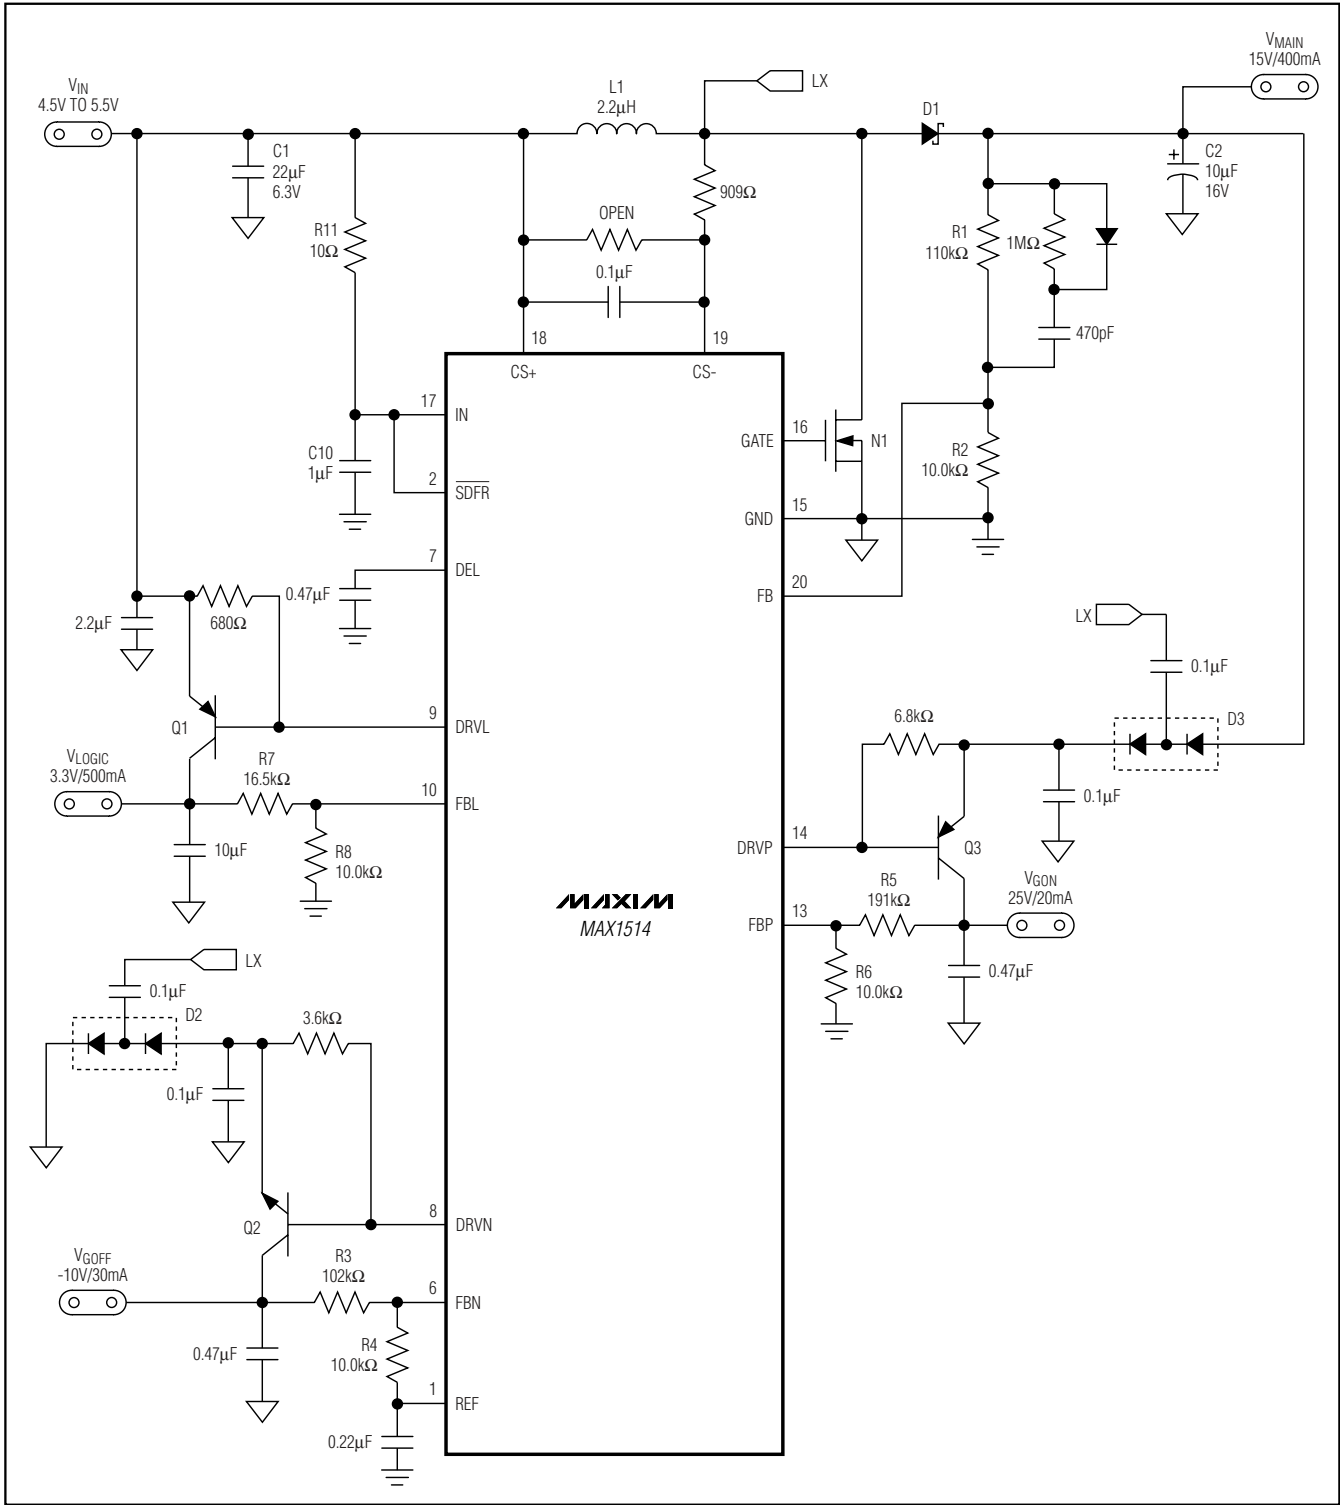 V_IN
4.5V TO 5.5V
L1
2.2µH
LX
D1
V_MAIN
15V/400mA
C1
22µF
6.3V
R11
10Ω
OPEN
909Ω
0.1µF
R1
110kΩ
1MΩ
470pF
C2
+
10µF
16V
18
19
CS+
CS-
17
IN
C10
1µF
2
SDFR
7
DEL
0.47µF
GATE
16
N1
R2
10.0kΩ
GND
15
FB
20
2.2µF
680Ω
Q1
9
DRVL
V_LOGIC
3.3V/500mA
R7
16.5kΩ
10
FBL
10µF
R8
10.0kΩ
LX
0.1µF
D3
6.8kΩ
0.1µF
DRVP
14
Q3
R5
191kΩ
V_GON
25V/20mA
FBP
13
R6
10.0kΩ
0.47µF
MAXIM
MAX1514
LX
0.1µF
D2
3.6kΩ
0.1µF
Q2
8
DRVN
V_GOFF
-10V/30mA
R3
102kΩ
6
FBN
0.47µF
R4
10.0kΩ
1
REF
0.22µF